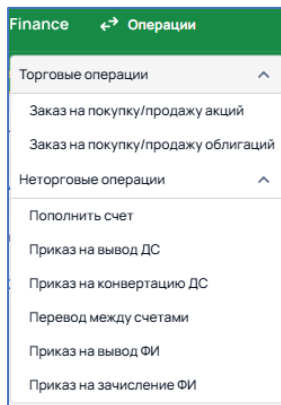 Finance Операции
Торговые операции
Заказ на покупку/продажу акций
Заказ на покупку/продажу облигаций
Неторговые операции
Пополнить счет
Приказ на вывод ДС
Приказ на конвертацию ДС
Перевод между счетами
Приказ на вывод ФИ
Приказ на зачисление ФИ